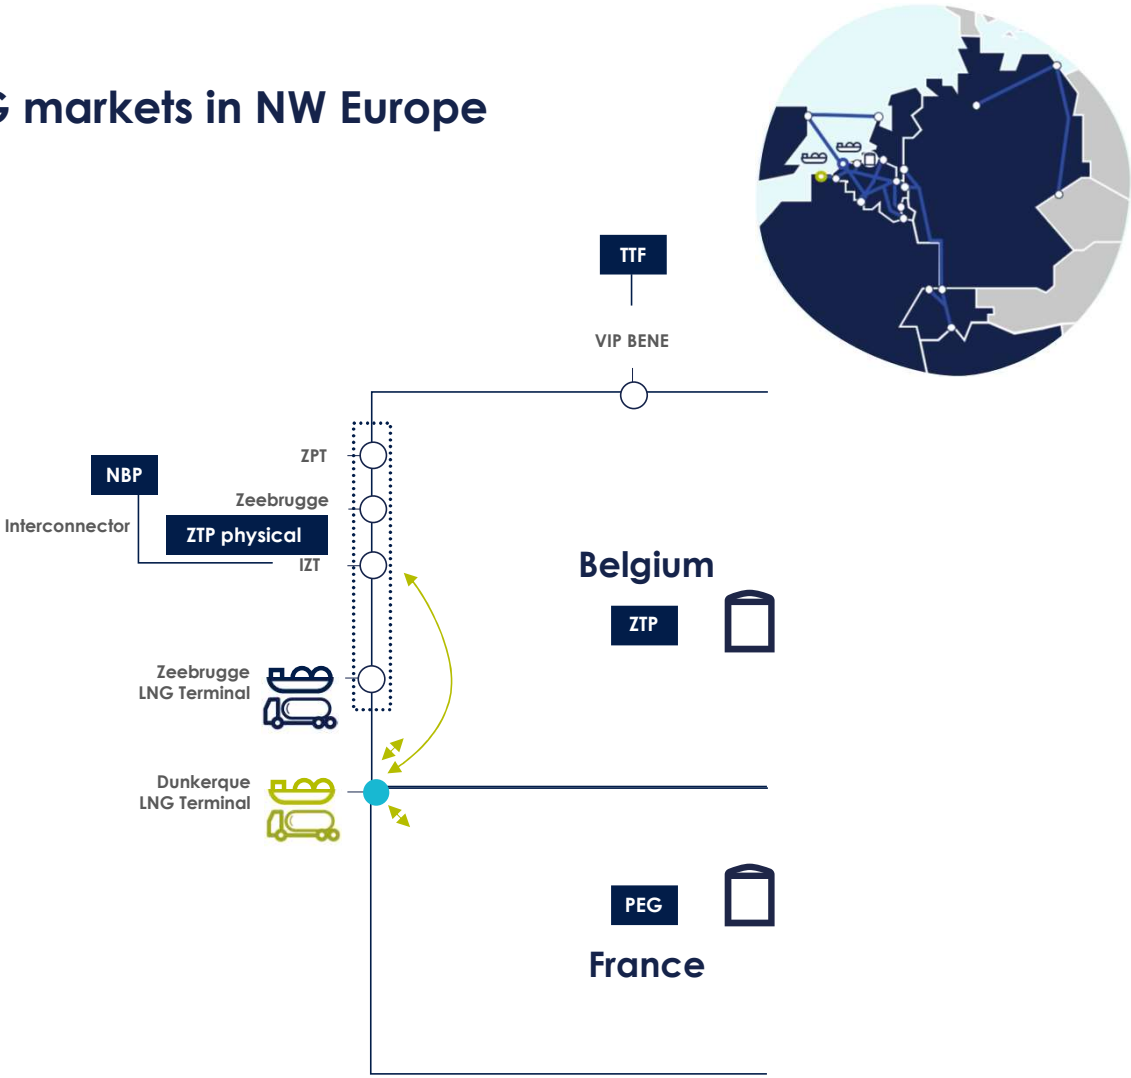 G markets in NW Europe
TTF
VIP BENE
ZPT
NBP
Zeebrugge
Interconnector
ZTP physical
IZT
Belgium
ZTP
Zeebrugge
LNG Terminal
Dunkerque
LNG Terminal
PEG
France